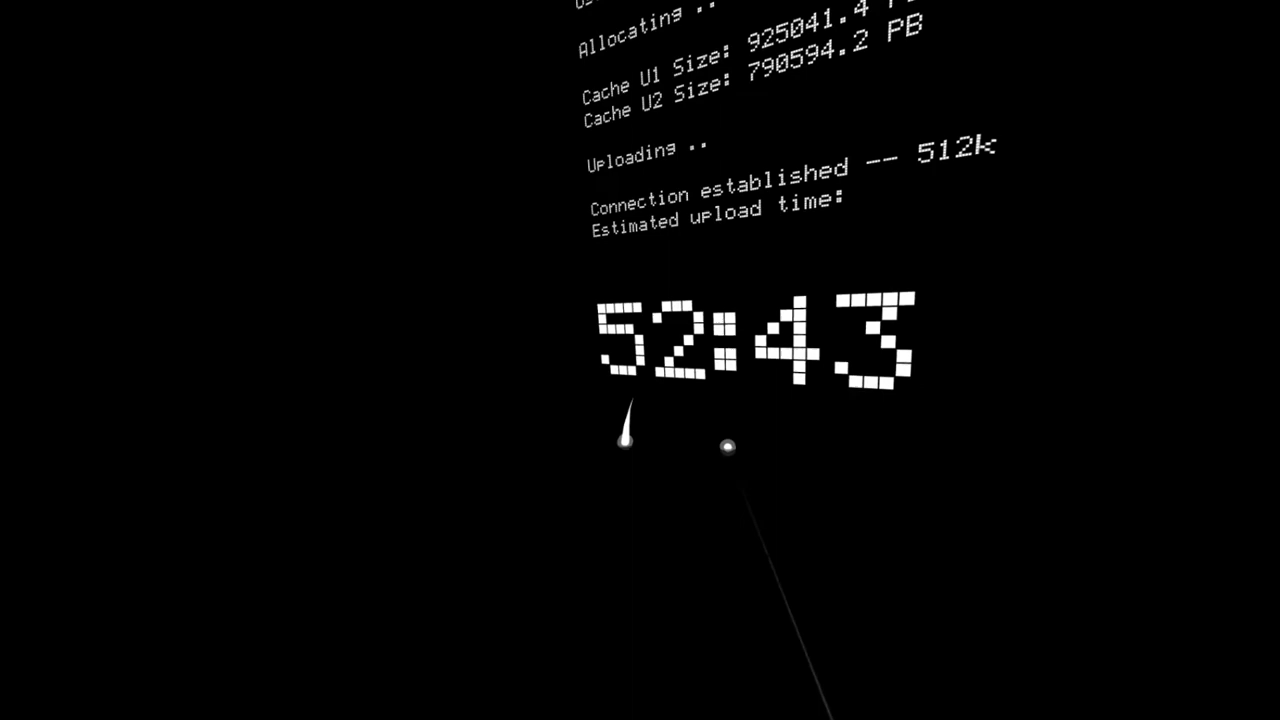 Allocating ..
Cache U1 Size: 925041.4
Cache U2 Size: 790594.2 PB
Uploading ..
Connection established -- 512k
Estimated upload time:
52:43